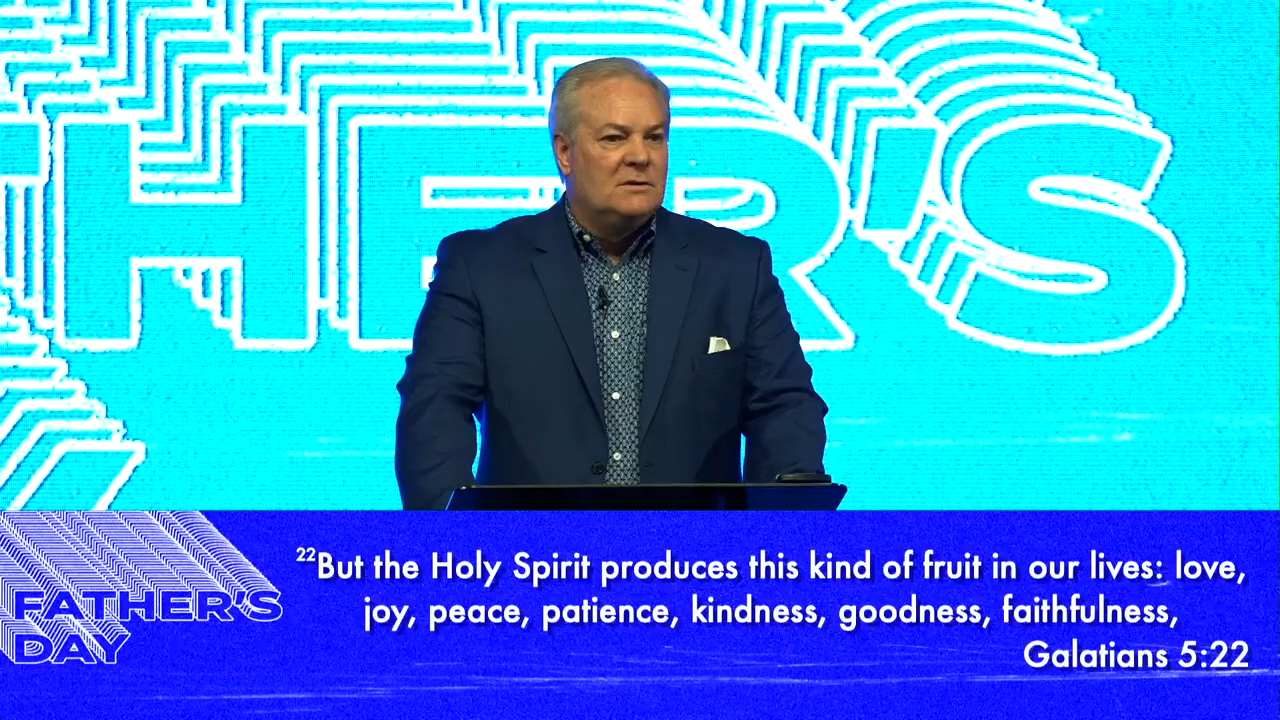 HER'S
²²But the Holy Spirit produces this kind of fruit in our lives: love,
joy, peace, patience, kindness, goodness, faithfulness,
Galatians 5:22
FATHER'S
DAY